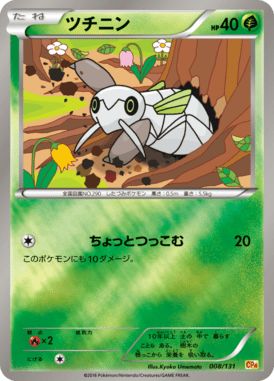 たね ツチニン HP40
全国図鑑NO.290 したづみポケモン 高さ:0.5m 重さ:5.5kg
ちょっとつっこむ 20
このポケモンにも10ダメージ。
×2
にげる
10年以上 土の 中で 暮らす
ことも ある。 樹木の
根っこから 栄養を 吸い取る。
Illus.Kyoko Umemoto 008/131
©2016 Pokémon/Nintendo/Creatures/GAME FREAK.